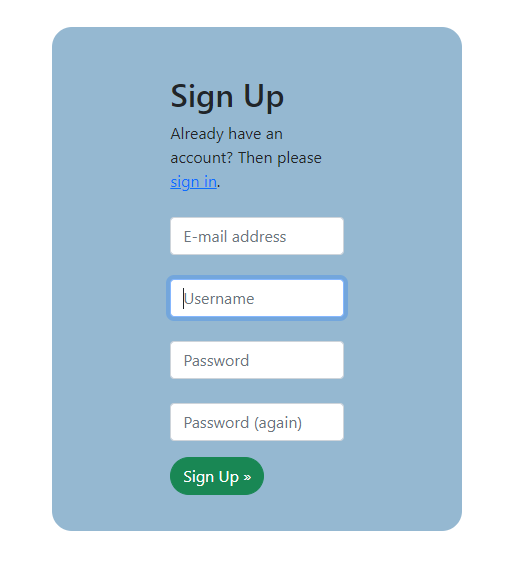 Sign Up
Already have an
account? Then please
sign in.
E-mail address
Username
Password
Password (again)
Sign Up »